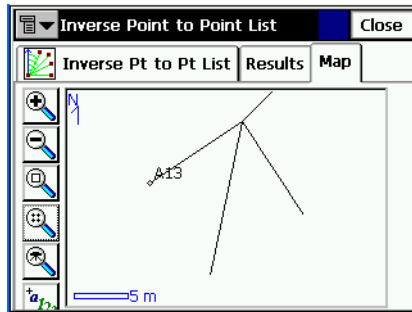 Inverse Point to Point List Close
Inverse Pt to Pt List Results Map
N
A13
5 m